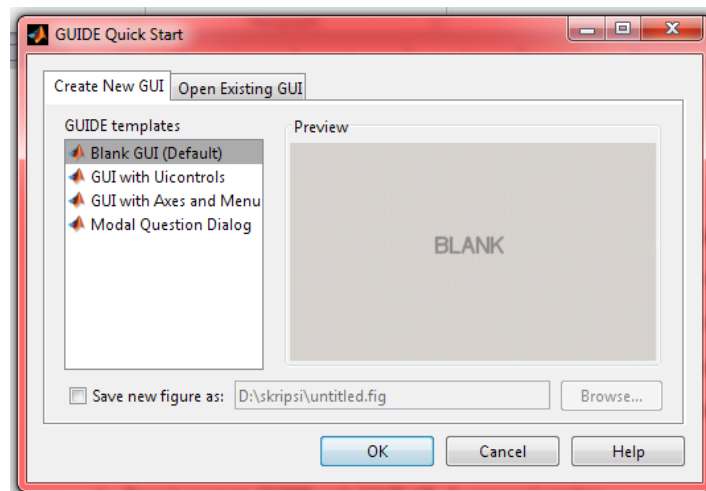 GUIDE Quick Start
Create New GUI
Open Existing GUI
GUIDE templates
Blank GUI (Default)
GUI with Uicontrols
GUI with Axes and Menu
Modal Question Dialog
Preview
BLANK
Save new figure as:
D:\skripsi\untitled.fig
Browse...
OK
Cancel
Help